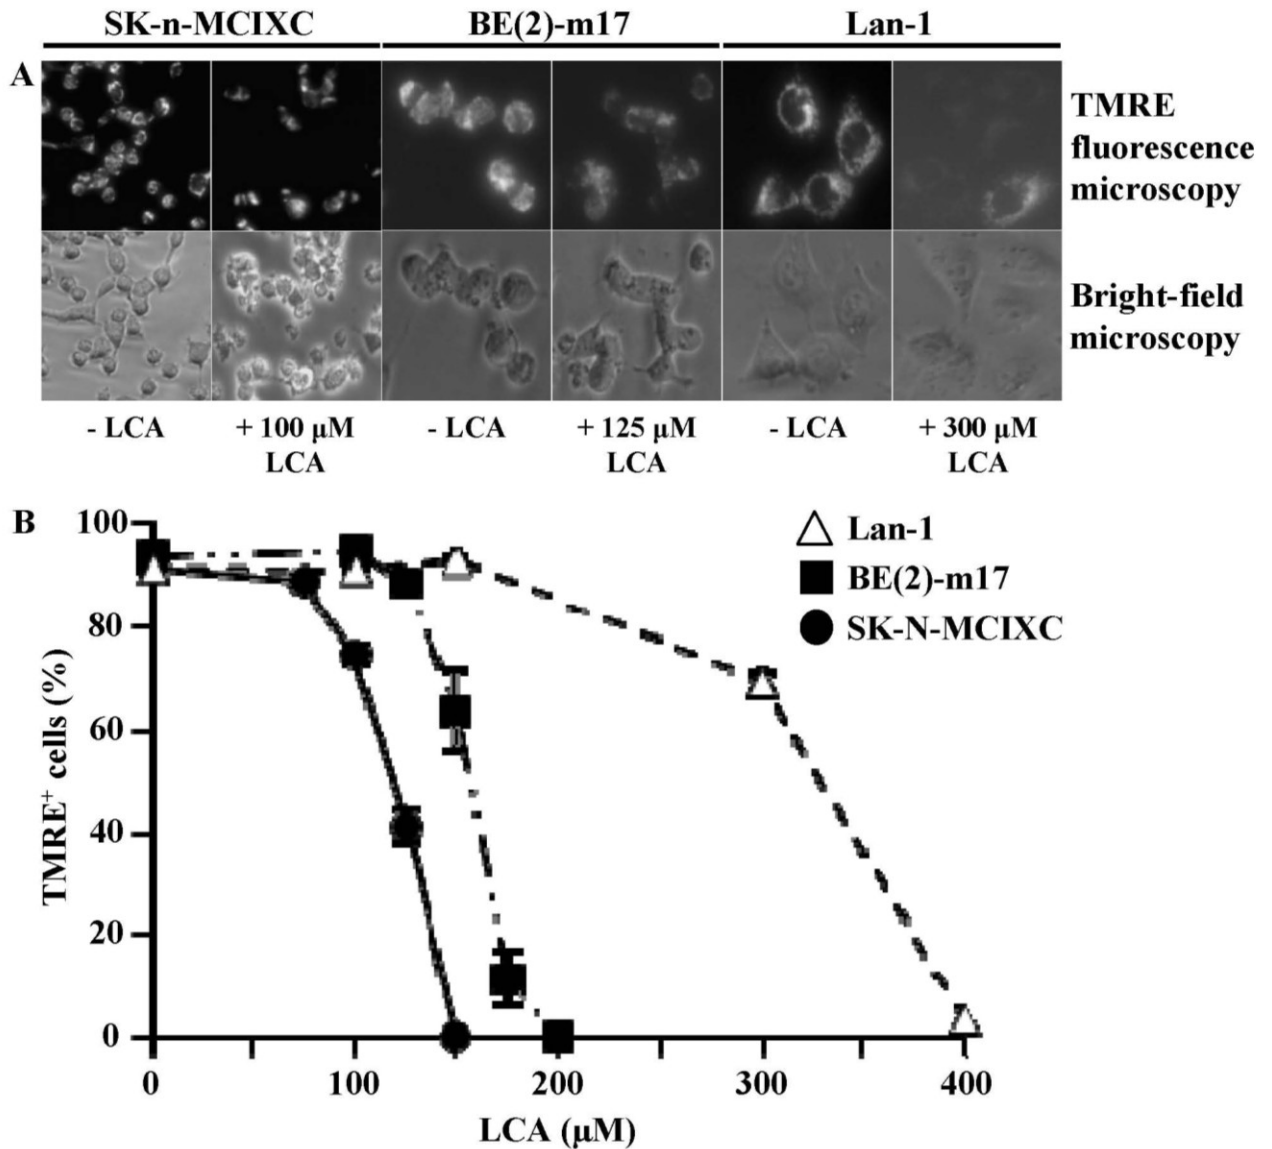 SK-n-MCIXC
BE(2)-m17
Lan-1
A
TMRE
fluorescence
microscopy
Bright-field
microscopy
- LCA
+ 100 μM
LCA
- LCA
+ 125 μM
LCA
- LCA
+ 300 μM
LCA
B
Lan-1
BE(2)-m17
SK-N-MCIXC
TMRE⁺ cells (%)
100
80
60
40
20
0
0
100
200
300
400
LCA (μM)